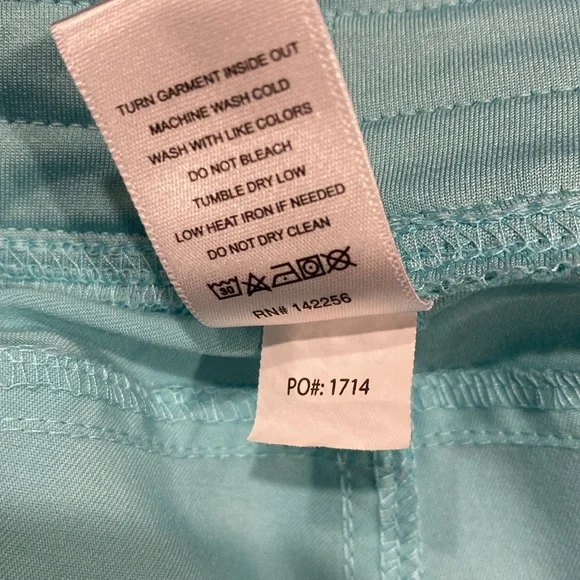 TURN GARMENT INSIDE OUT
MACHINE WASH COLD
WASH WITH LIKE COLORS
DO NOT BLEACH
TUMBLE DRY LOW
LOW HEAT IRON IF NEEDED
DO NOT DRY CLEAN
30
RN# 142256
PO#: 1714